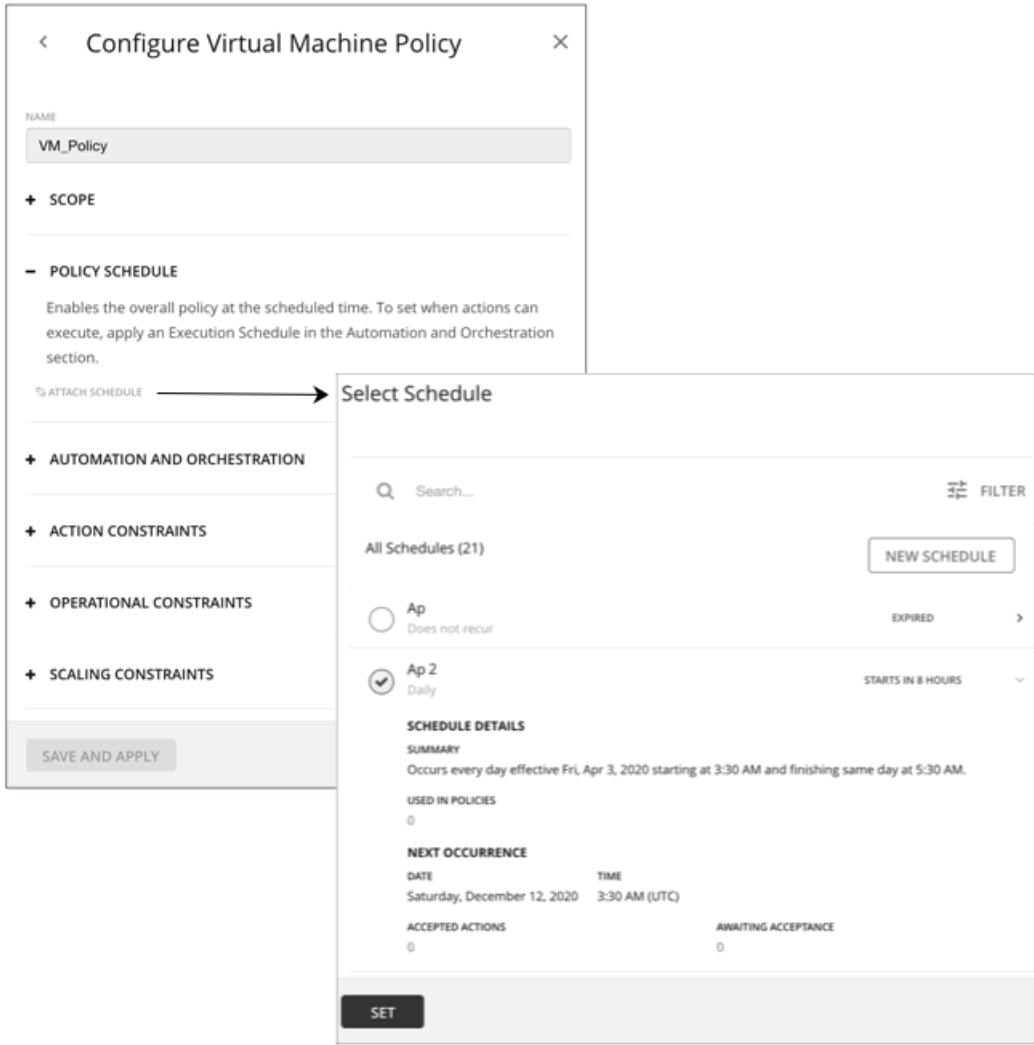 Configure Virtual Machine Policy
NAME
VM_Policy
SCOPE
POLICY SCHEDULE
Enables the overall policy at the scheduled time. To set when actions can
execute, apply an Execution Schedule in the Automation and Orchestration
section.
ATTACH SCHEDULE
AUTOMATION AND ORCHESTRATION
ACTION CONSTRAINTS
OPERATIONAL CONSTRAINTS
SCALING CONSTRAINTS
SAVE AND APPLY
Select Schedule
Search...
FILTER
All Schedules (21)
NEW SCHEDULE
Ap
Does not recur
EXPIRED
Ap 2
Daily
STARTS IN 8 HOURS
SCHEDULE DETAILS
SUMMARY
Occurs every day effective Fri, Apr 3, 2020 starting at 3:30 AM and finishing same day at 5:30 AM.
USED IN POLICIES
0
NEXT OCCURRENCE
DATE TIME
Saturday, December 12, 2020 3:30 AM (UTC)
ACCEPTED ACTIONS AWAITING ACCEPTANCE
0 0
SET